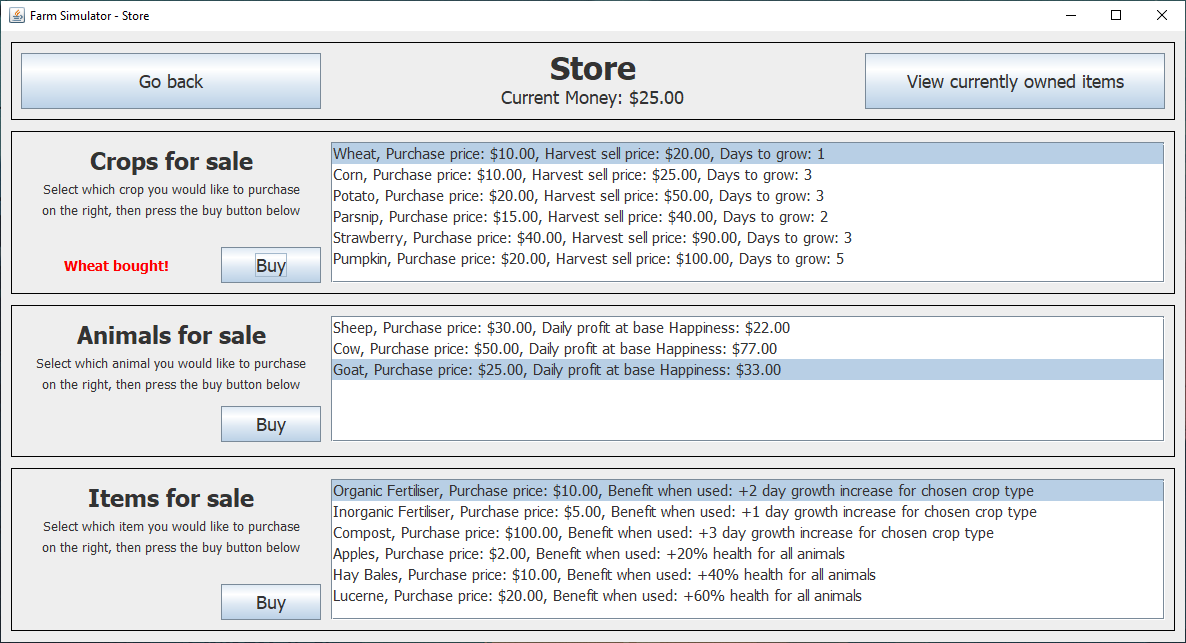 Farm Simulator - Store
Go back
Store
Current Money: $25.00
View currently owned items
Crops for sale
Select which crop you would like to purchase
on the right, then press the buy button below
Wheat bought!
Buy
Wheat, Purchase price: $10.00, Harvest sell price: $20.00, Days to grow: 1
Corn, Purchase price: $10.00, Harvest sell price: $25.00, Days to grow: 3
Potato, Purchase price: $20.00, Harvest sell price: $50.00, Days to grow: 3
Parsnip, Purchase price: $15.00, Harvest sell price: $40.00, Days to grow: 2
Strawberry, Purchase price: $40.00, Harvest sell price: $90.00, Days to grow: 3
Pumpkin, Purchase price: $20.00, Harvest sell price: $100.00, Days to grow: 5
Animals for sale
Select which animal you would like to purchase
on the right, then press the buy button below
Buy
Sheep, Purchase price: $30.00, Daily profit at base Happiness: $22.00
Cow, Purchase price: $50.00, Daily profit at base Happiness: $77.00
Goat, Purchase price: $25.00, Daily profit at base Happiness: $33.00
Items for sale
Select which item you would like to purchase
on the right, then press the buy button below
Buy
Organic Fertiliser, Purchase price: $10.00, Benefit when used: +2 day growth increase for chosen crop type
Inorganic Fertiliser, Purchase price: $5.00, Benefit when used: +1 day growth increase for chosen crop type
Compost, Purchase price: $100.00, Benefit when used: +3 day growth increase for chosen crop type
Apples, Purchase price: $2.00, Benefit when used: +20% health for all animals
Hay Bales, Purchase price: $10.00, Benefit when used: +40% health for all animals
Lucerne, Purchase price: $20.00, Benefit when used: +60% health for all animals